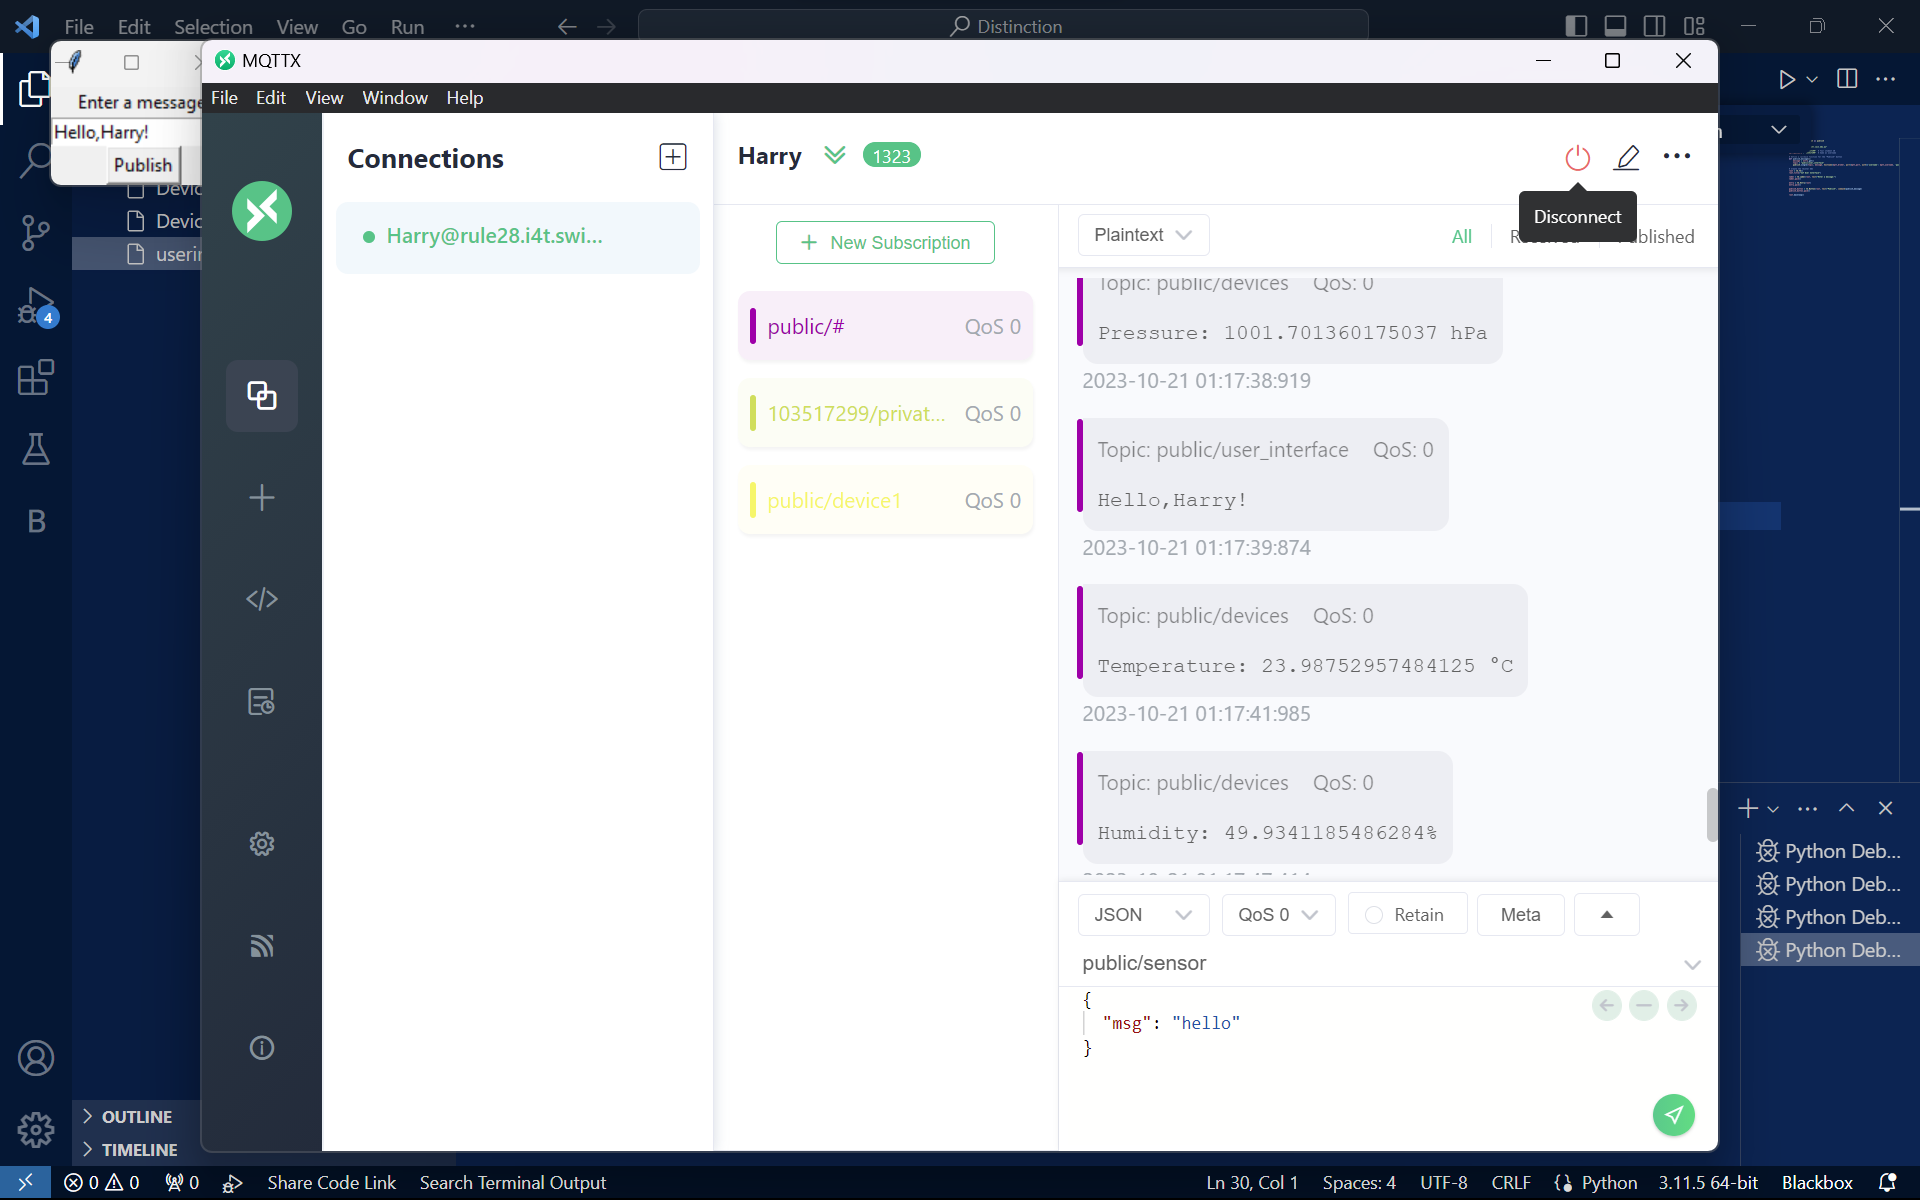 File Edit Selection View Go Run ··· Distinction
MQTTX
Enter a message
Hello,Harry!
Publish
Devic
Devic
userin
File Edit View Window Help
Connections
Harry 1323
Disconnect
Harry@rule28.i4t.swi...
+ New Subscription
Plaintext
All
public/# QoS 0
103517299/privat... QoS 0
public/device1 QoS 0
Topic: public/devices QoS: 0
Pressure: 1001.701360175037 hPa
2023-10-21 01:17:38:919
Topic: public/user_interface QoS: 0
Hello,Harry!
2023-10-21 01:17:39:874
Topic: public/devices QoS: 0
Temperature: 23.98752957484125 °C
2023-10-21 01:17:41:985
Topic: public/devices QoS: 0
Humidity: 49.9341185486284%
JSON QoS 0 Retain Meta
public/sensor
{
"msg": "hello"
}
4
B
Python Deb...
Python Deb...
Python Deb...
Python Deb...
OUTLINE
TIMELINE
0 0 0 Share Code Link Search Terminal Output Ln 30, Col 1 Spaces: 4 UTF-8 CRLF Python 3.11.5 64-bit Blackbox